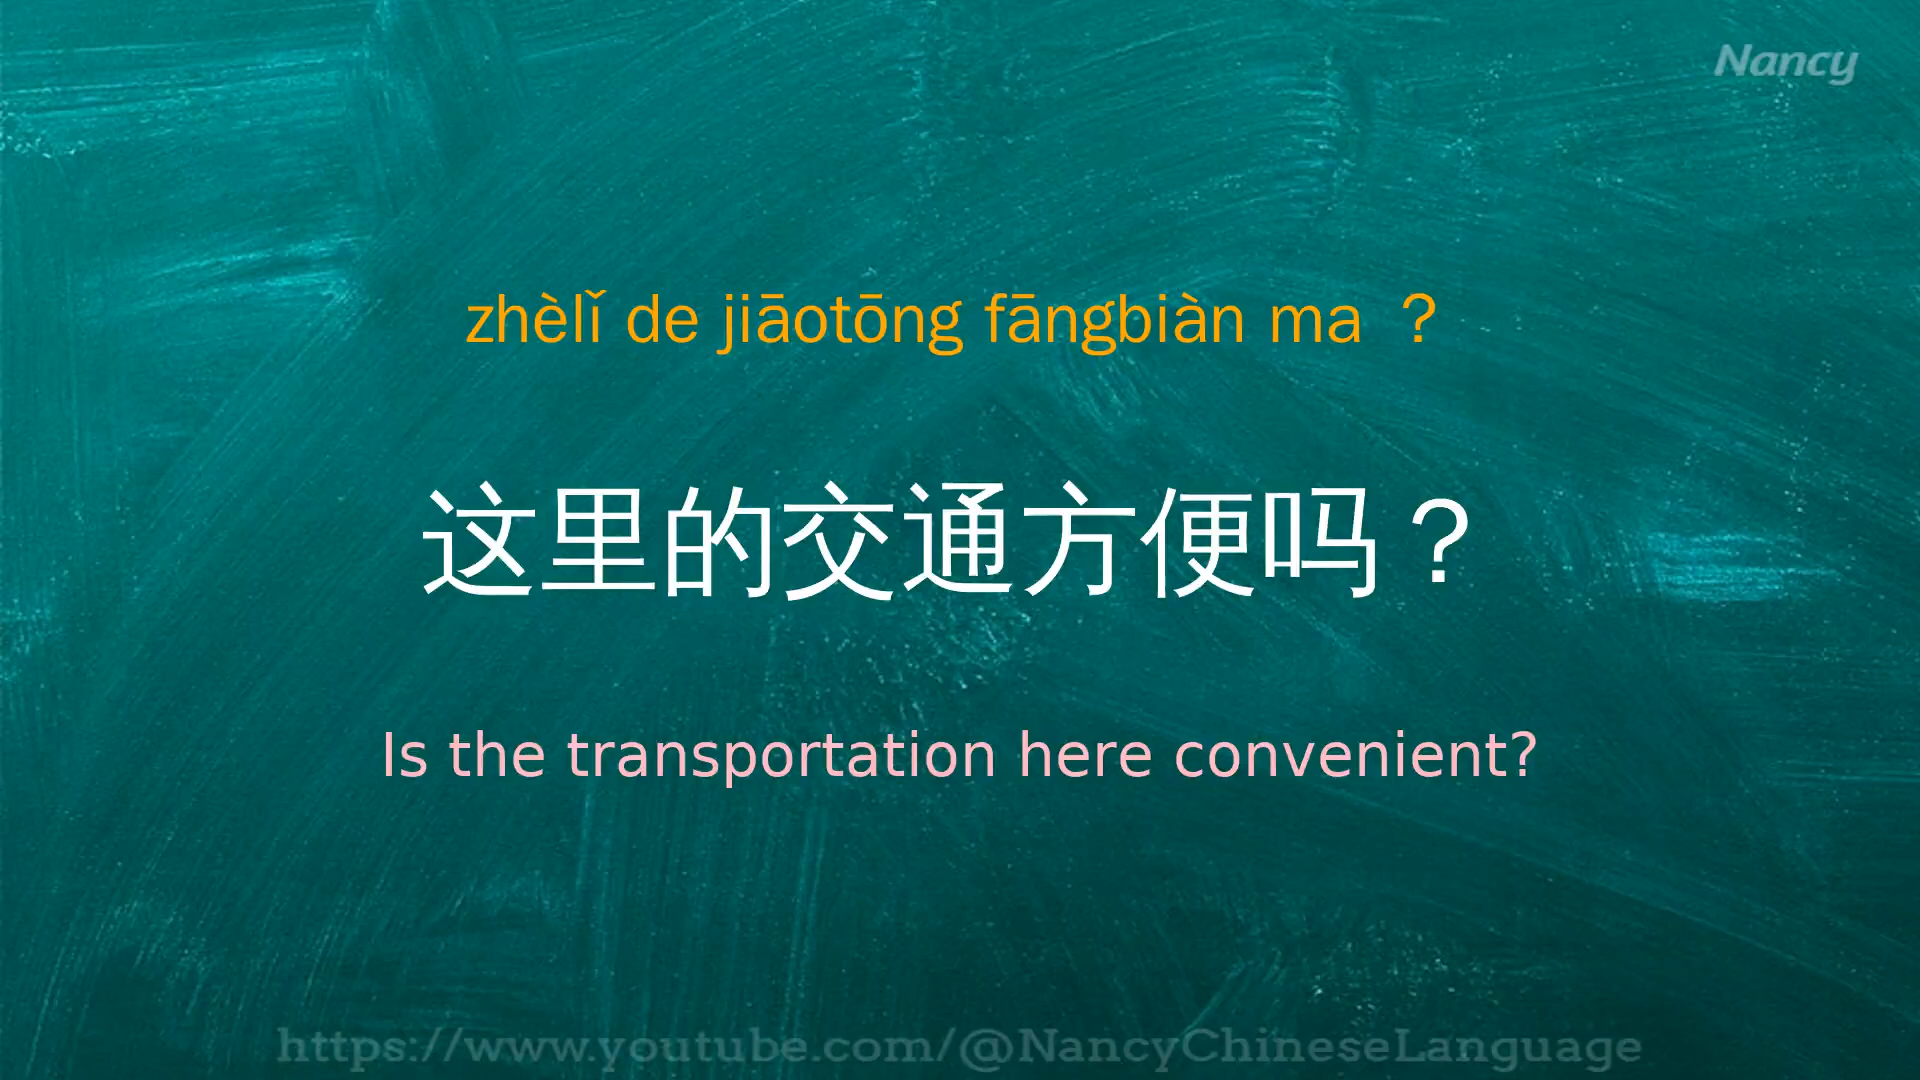 Nancy
zhèlǐ de jiāotōng fāngbiàn ma ？
这里的交通方便吗？
Is the transportation here convenient?
https://www.youtube.com/@NancyChineseLanguage